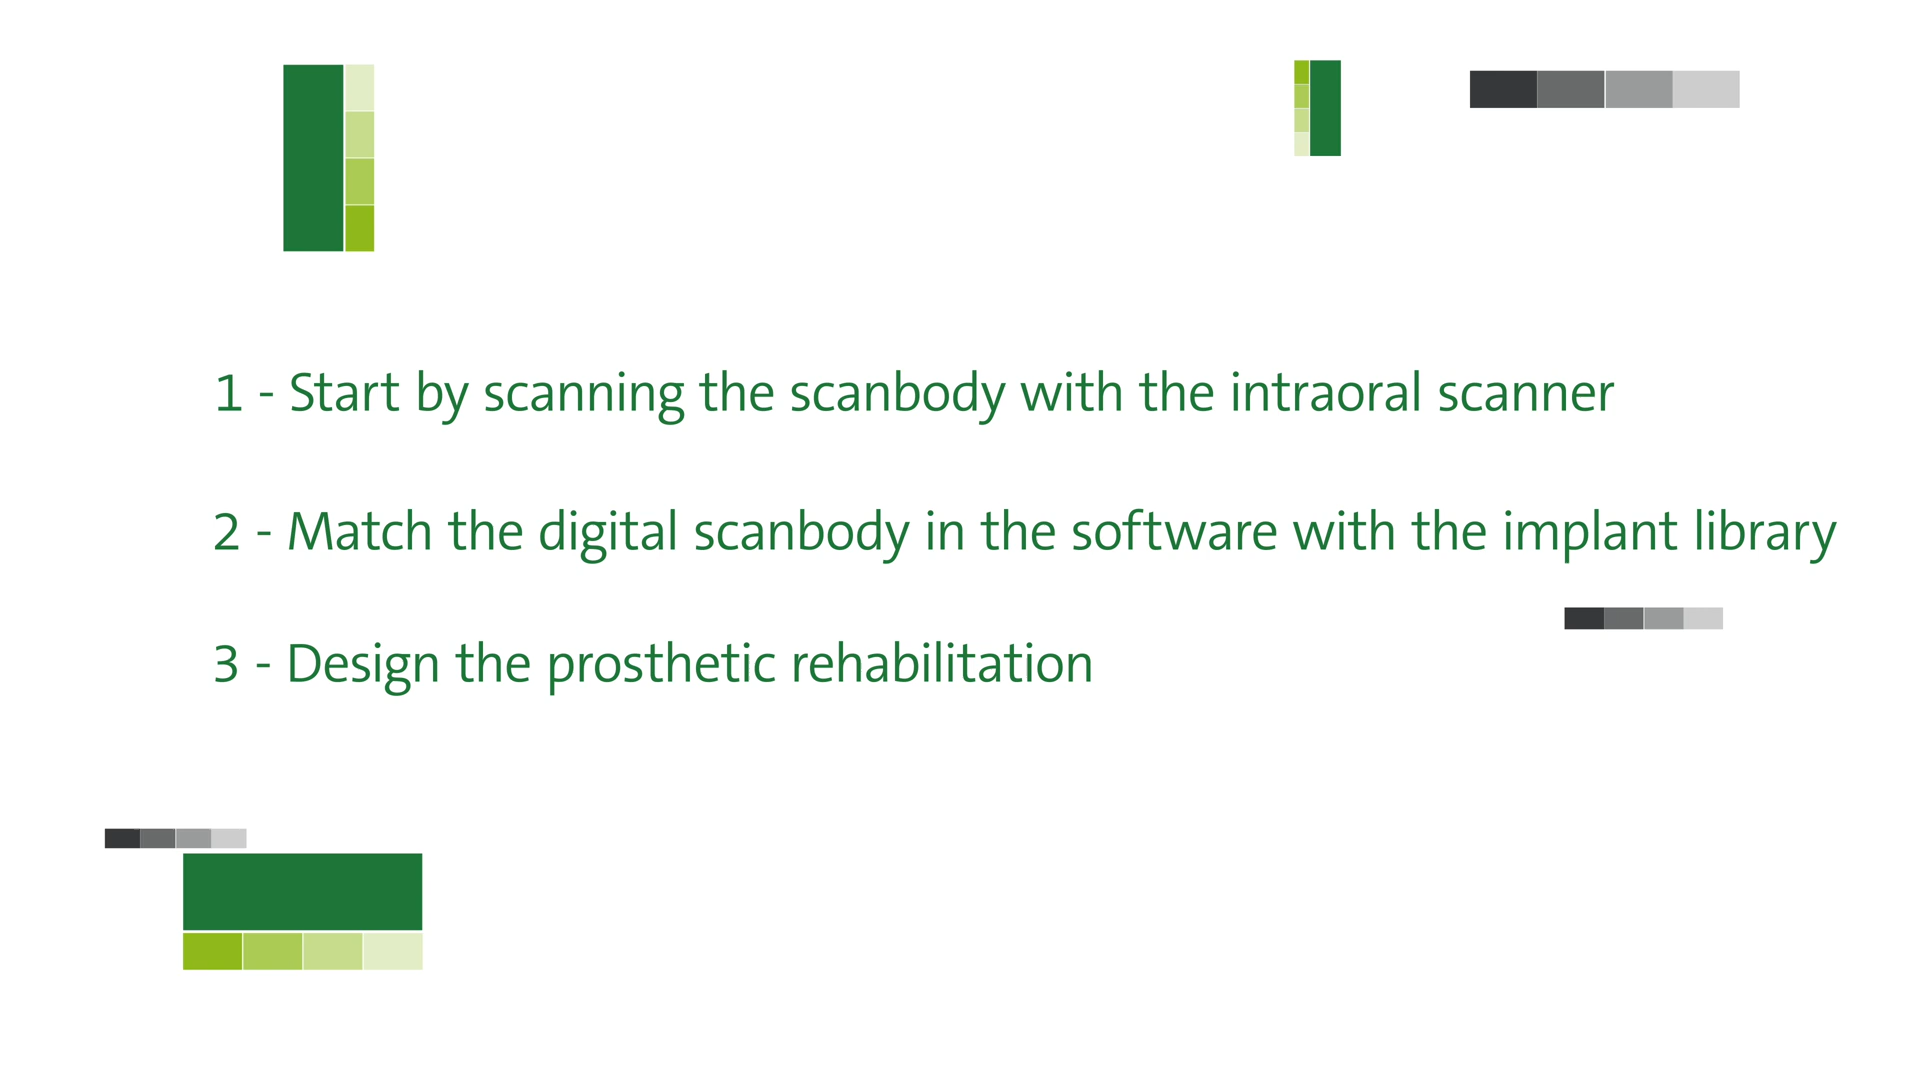 1 - Start by scanning the scanbody with the intraoral scanner
2 - Match the digital scanbody in the software with the implant library
3 - Design the prosthetic rehabilitation